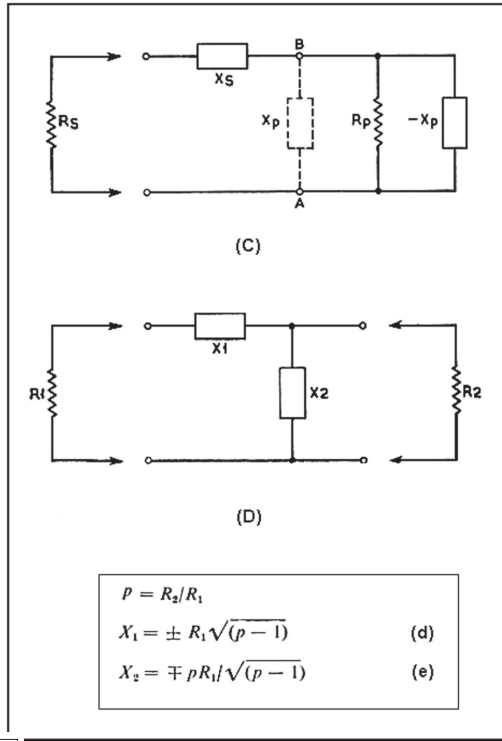 B
XS
RS
Xp
Rp
-Xp
A
(C)
X1
R1
X2
R2
(D)
p = R₂/R₁
X₁ = ± R₁√(p − 1) (d)
X₂ = ∓ pR₁/√(p − 1) (e)